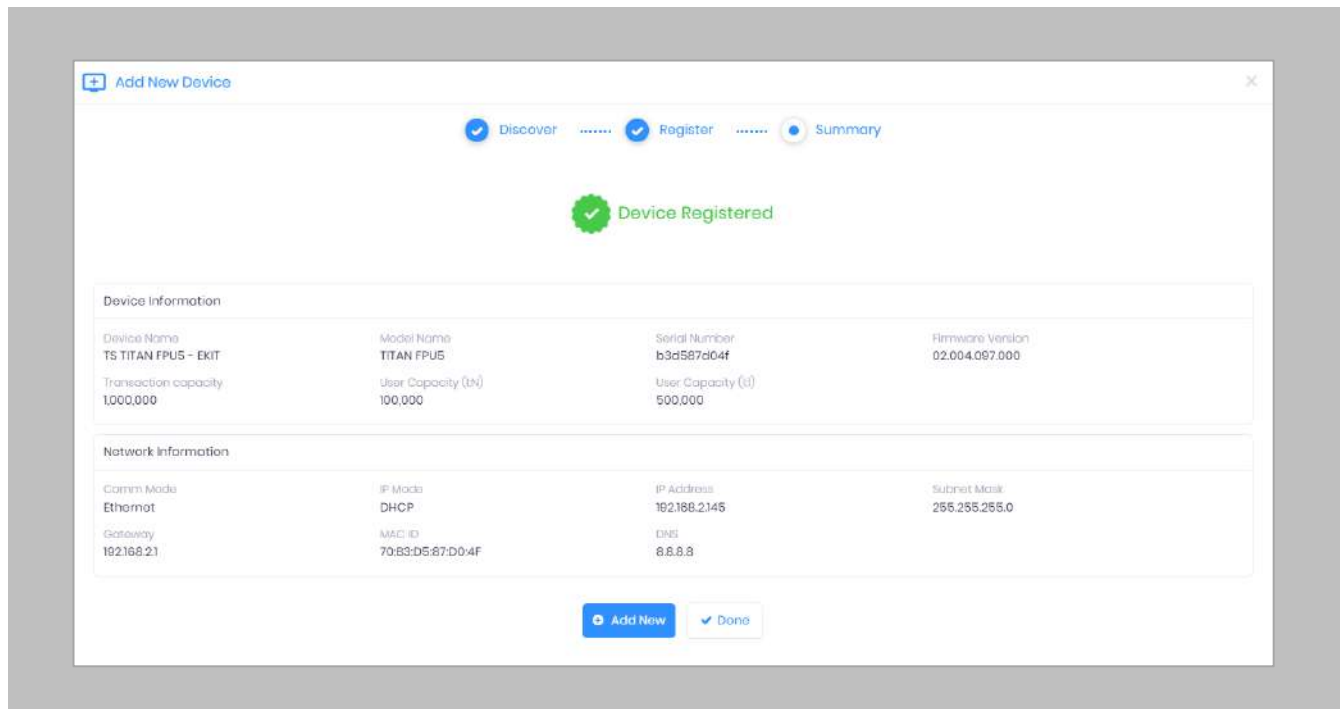 Add New Device
Discover Register Summary
Device Registered
Device Information
Device Name Model Name Serial Number Firmware Version
TS TITAN FPU5 - EKIT TITAN FPU5 b3d587d04f 02.004.097.000
Transaction capacity User Capacity (1:N) User Capacity (1:1)
1,000,000 100,000 500,000
Network Information
Comm Mode IP Mode IP Address Subnet Mask
Ethernet DHCP 192.168.2.145 255.255.255.0
Gateway MAC ID DNS
192.168.2.1 70:B3:D5:87:D0:4F 8.8.8.8
Add New Done